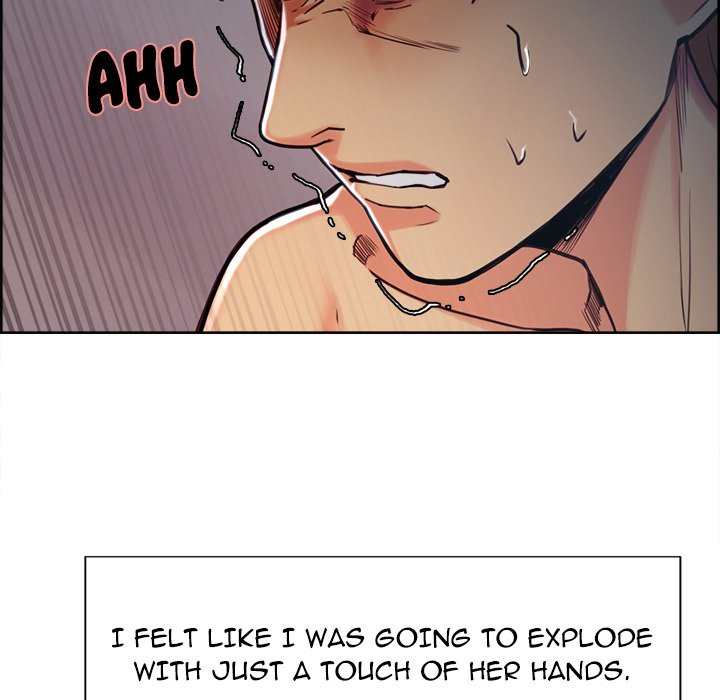 AHH
I FELT LIKE I WAS GOING TO EXPLODE
WITH JUST A TOUCH OF HER HANDS.